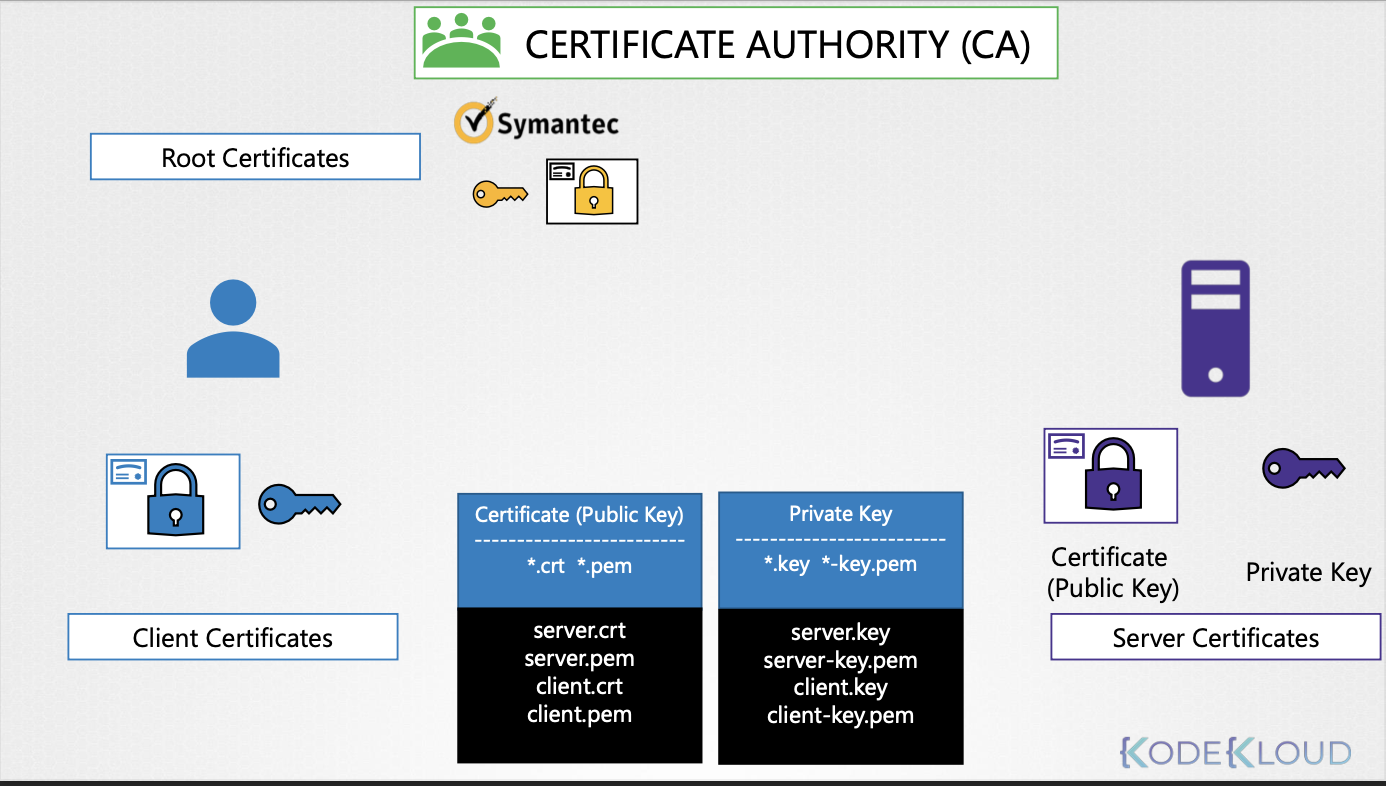 CERTIFICATE AUTHORITY (CA)
Symantec
Root Certificates
Certificate (Public Key)
-------------------------
*.crt *.pem
server.crt
server.pem
client.crt
client.pem
Private Key
-------------------------
*.key *-key.pem
server.key
server-key.pem
client.key
client-key.pem
Certificate
(Public Key)
Private Key
Client Certificates
Server Certificates
KODEKLOUD